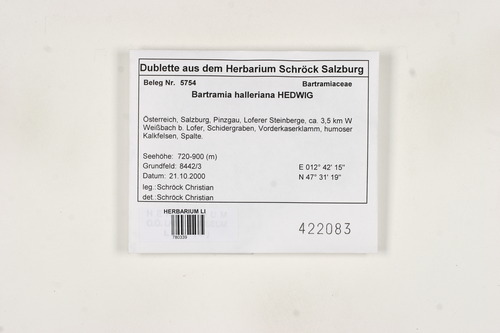 Dublette aus dem Herbarium Schröck Salzburg
Beleg Nr. 5754 Bartramiaceae
Bartramia halleriana HEDWIG
Österreich, Salzburg, Pinzgau, Loferer Steinberge, ca. 3,5 km W
Weißbach b. Lofer, Schidergraben, Vorderkaserklamm, humoser
Kalkfelsen, Spalte.
Seehöhe: 720-900 (m) E 012° 42' 15"
Grundfeld: 8442/3 N 47° 31' 19"
Datum: 21.10.2000
leg.: Schröck Christian
det.: Schröck Christian
HERBARIUM LI
780339
422083